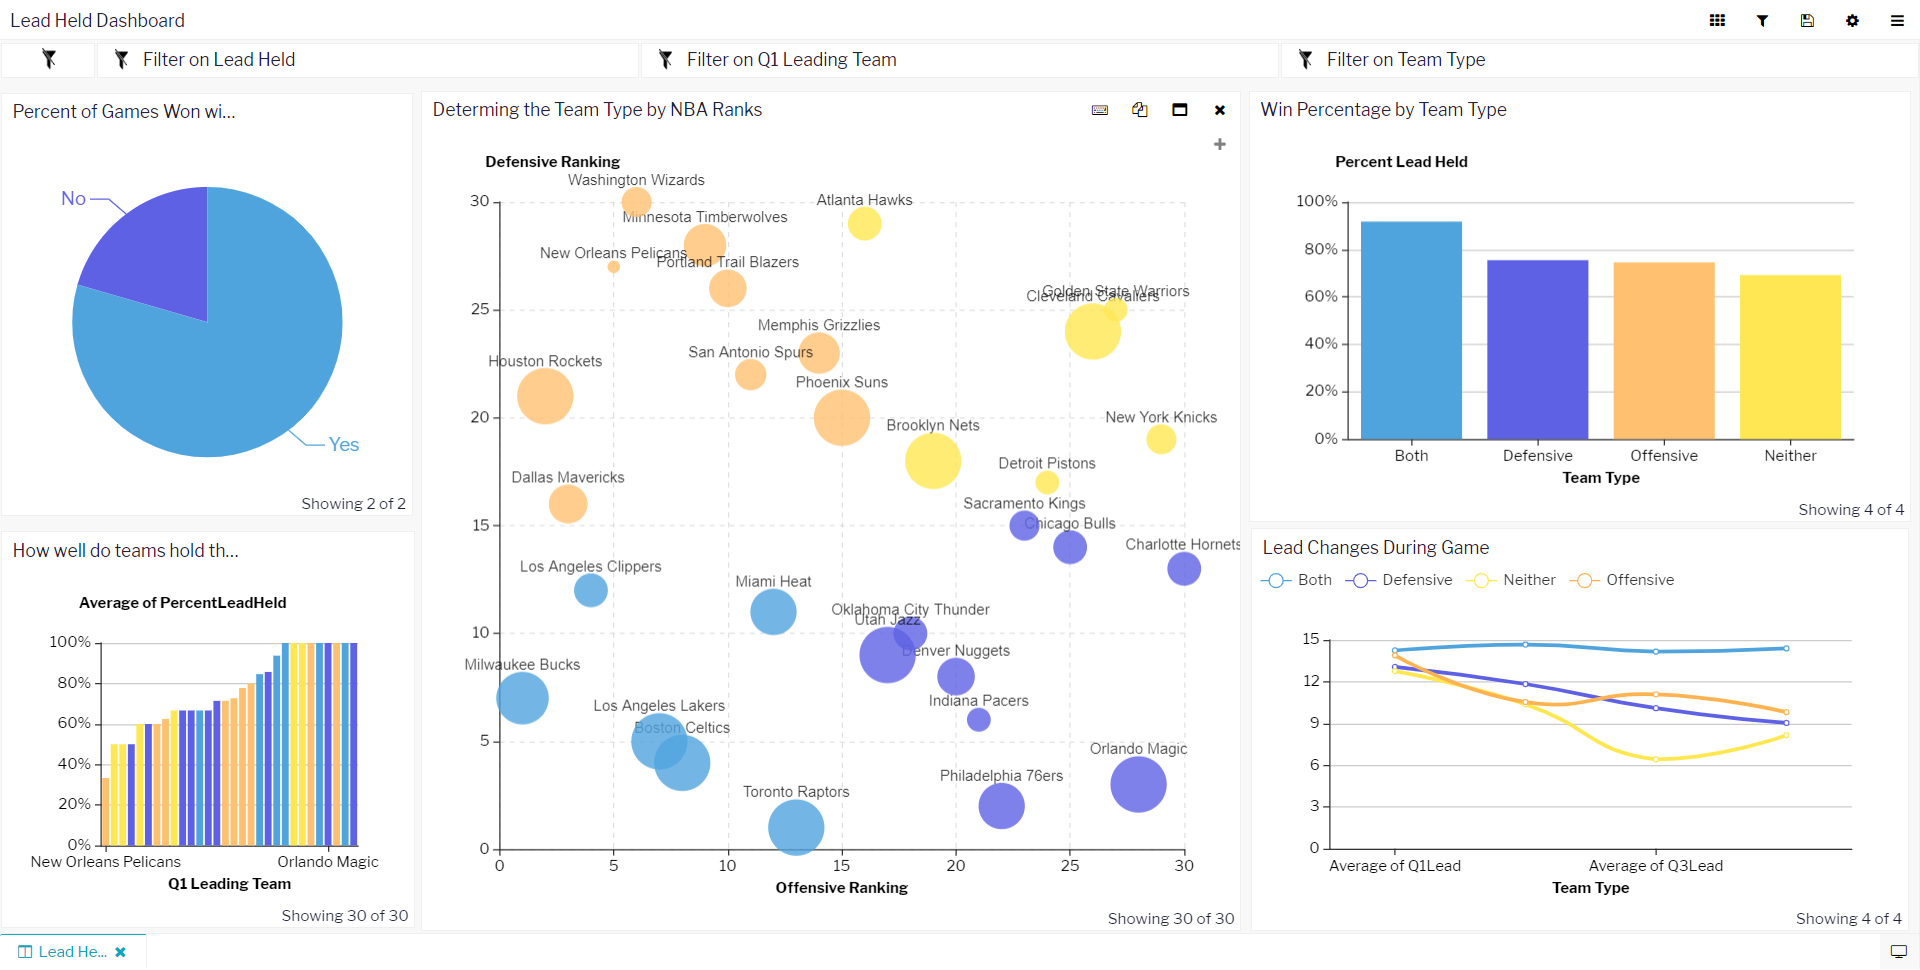 Lead Held Dashboard
Filter on Lead Held
Filter on Q1 Leading Team
Filter on Team Type
Percent of Games Won wi...
No
Yes
Showing 2 of 2
How well do teams hold th...
Average of PercentLeadHeld
100%
80%
60%
40%
20%
0%
New Orleans Pelicans
Orlando Magic
Q1 Leading Team
Showing 30 of 30
Determing the Team Type by NBA Ranks
Defensive Ranking
30
25
20
15
10
5
0
Washington Wizards
Atlanta Hawks
Minnesota Timberwolves
New Orleans Pelicans
Portland Trail Blazers
Golden State Warriors
Cleveland Cavaliers
Memphis Grizzlies
San Antonio Spurs
Houston Rockets
Phoenix Suns
New York Knicks
Brooklyn Nets
Detroit Pistons
Dallas Mavericks
Sacramento Kings
Chicago Bulls
Charlotte Hornets
Los Angeles Clippers
Miami Heat
Oklahoma City Thunder
Utah Jazz
Denver Nuggets
Milwaukee Bucks
Indiana Pacers
Los Angeles Lakers
Boston Celtics
Orlando Magic
Philadelphia 76ers
Toronto Raptors
0 5 10 15 20 25 30
Offensive Ranking
Showing 30 of 30
Win Percentage by Team Type
Percent Lead Held
100%
80%
60%
40%
20%
0%
Both Defensive Offensive Neither
Team Type
Showing 4 of 4
Lead Changes During Game
Both Defensive Neither Offensive
15
12
9
6
3
0
Average of Q1Lead
Average of Q3Lead
Team Type
Showing 4 of 4
Lead He...